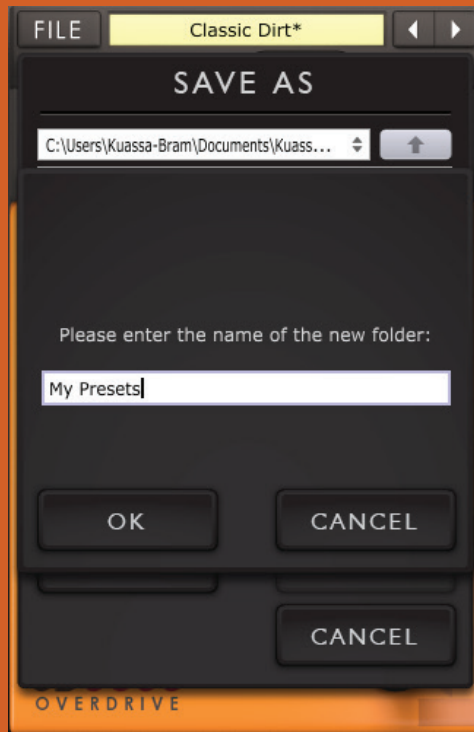 FILE
Classic Dirt*
SAVE AS
C:\Users\Kuassa-Bram\Documents\Kuass...
Please enter the name of the new folder:
My Presets
OK
CANCEL
CANCEL
OVERDRIVE